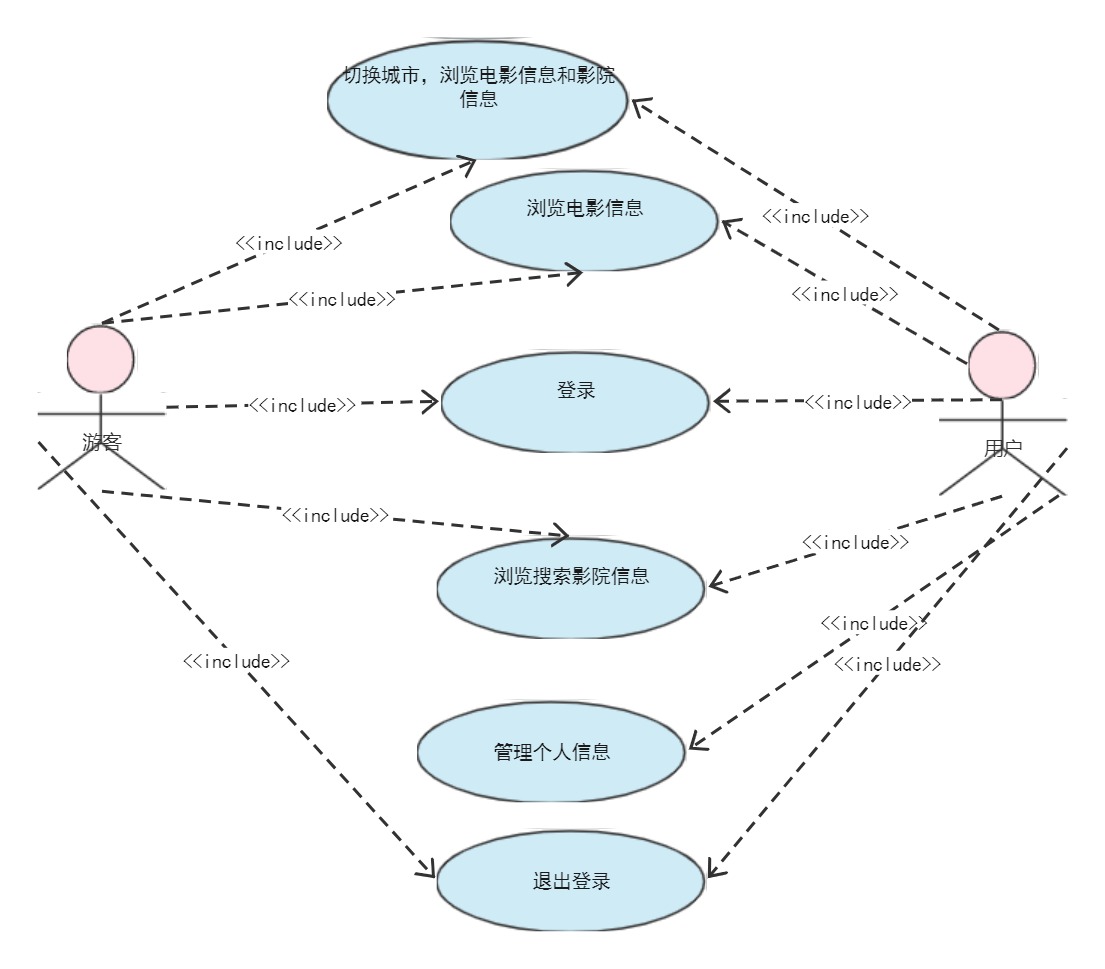 切换城市，浏览电影信息和影院
信息
浏览电影信息
<<include>>
<<include>>
<<include>>
<<include>>
登录
<<include>>
<<include>>
游客
用户
<<include>>
<<include>>
浏览搜索影院信息
<<include>>
<<include>>
<<include>>
管理个人信息
退出登录